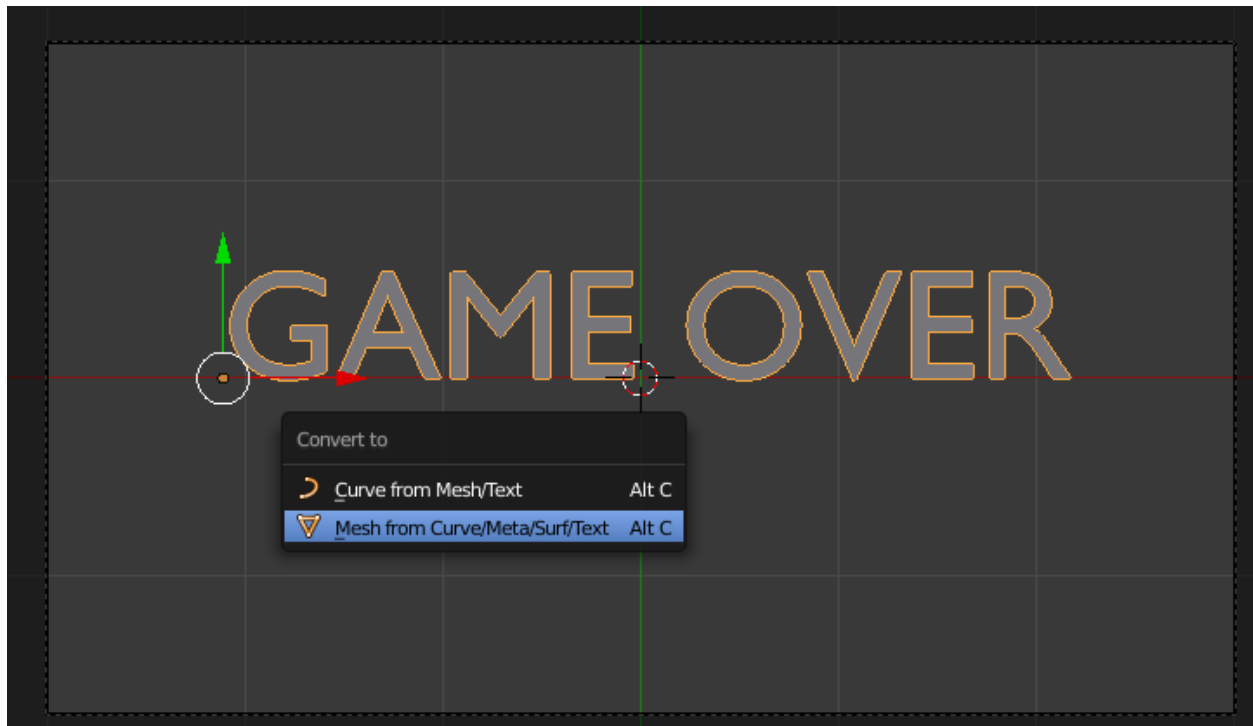 GAME OVER
Convert to
Curve from Mesh/Text Alt C
Mesh from Curve/Meta/Surf/Text Alt C